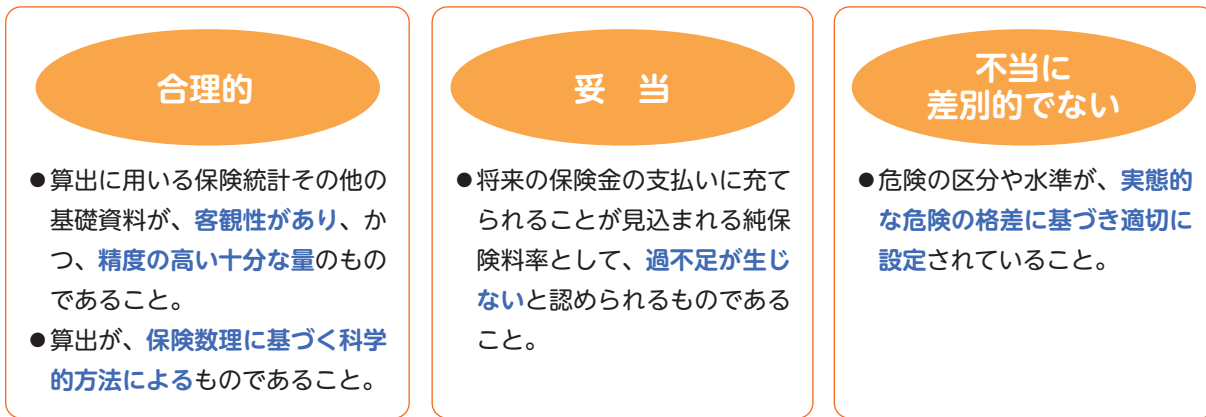 合理的
●算出に用いる保険統計その他の
基礎資料が、客観性があり、か
つ、精度の高い十分な量のもの
であること。
●算出が、保険数理に基づく科学
的方法によるものであること。
妥　当
●将来の保険金の支払いに充て
られることが見込まれる純保
険料率として、過不足が生じ
ないと認められるものである
こと。
不当に
差別的でない
●危険の区分や水準が、実態的
な危険の格差に基づき適切に
設定されていること。